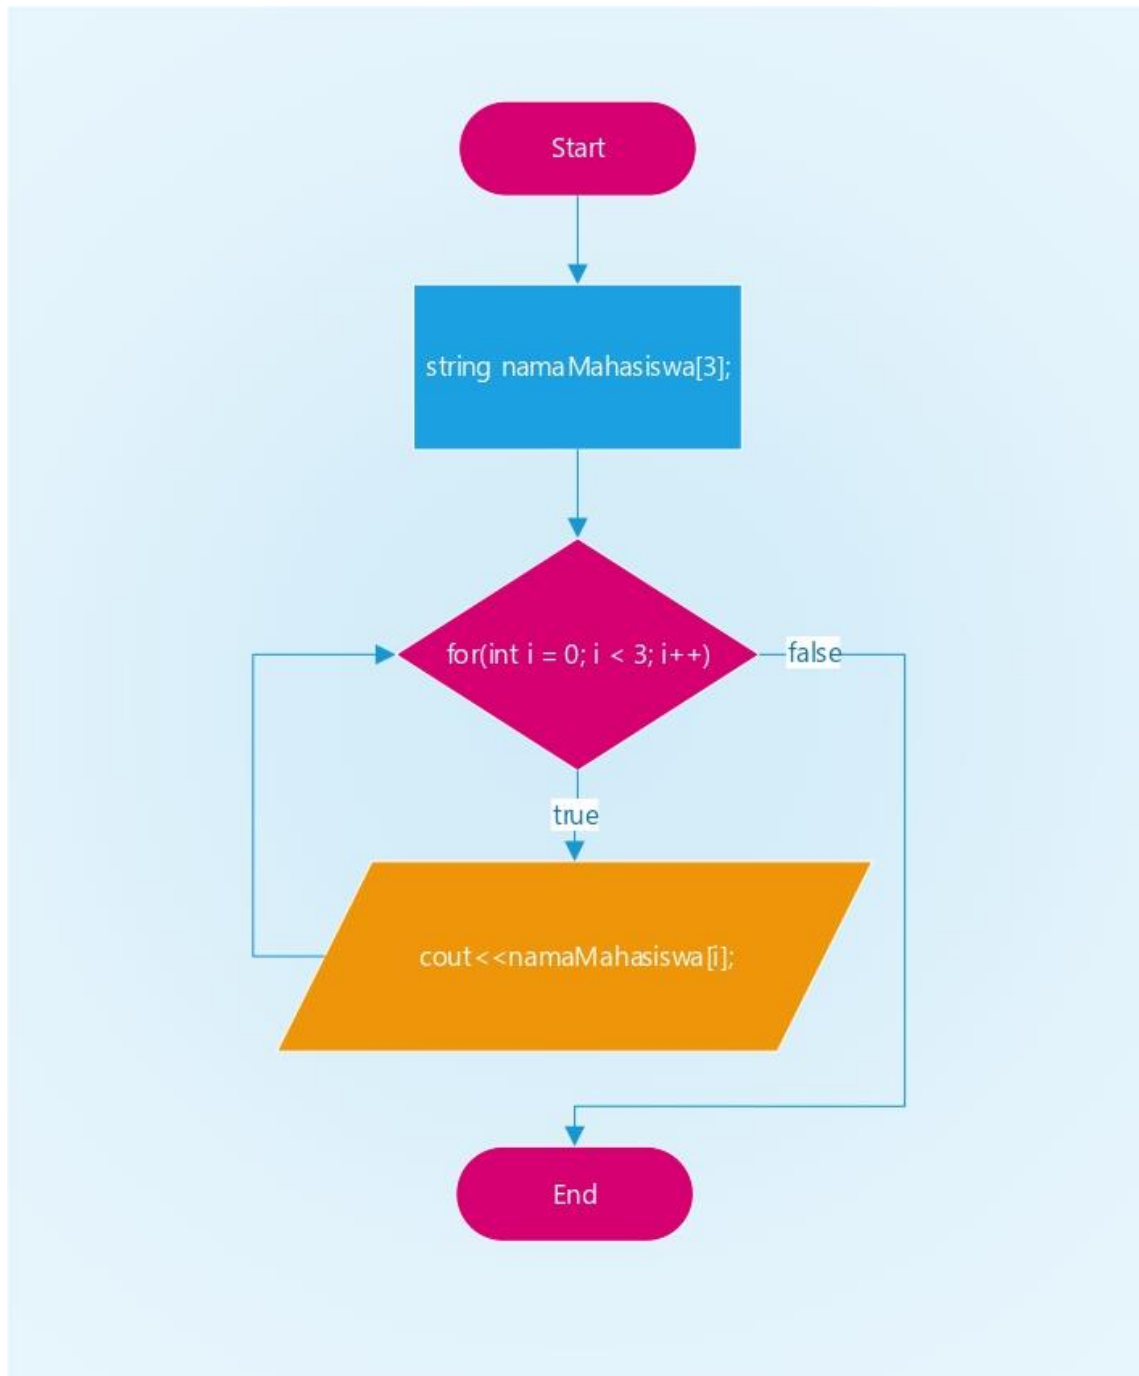 Start
string namaMahasiswa[3];
for(int i = 0; i < 3; i++)
false
true
cout<<namaMahasiswa[i];
End